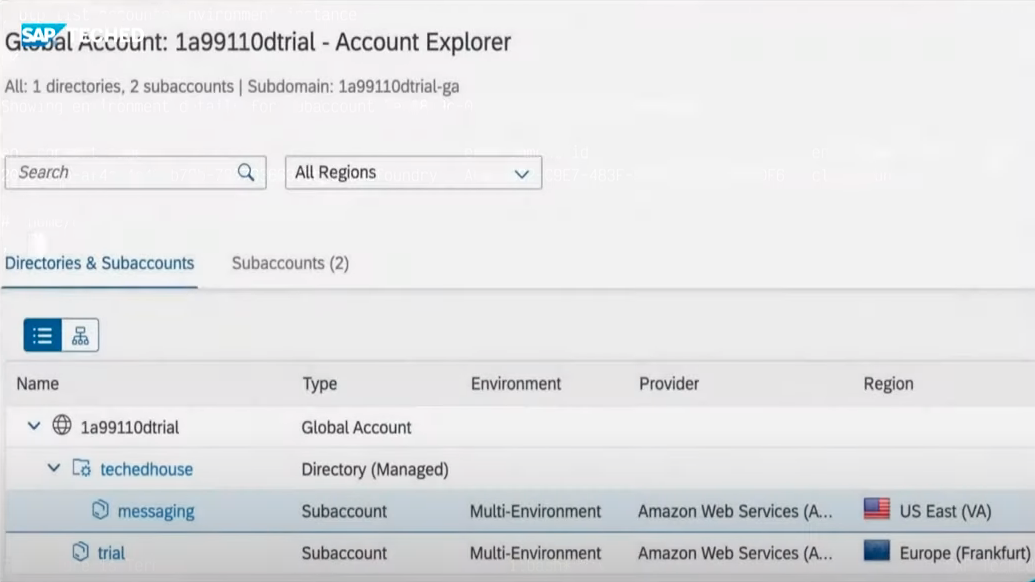 SAP TECHED
Global Account: 1a99110dtrial - Account Explorer
All: 1 directories, 2 subaccounts | Subdomain: 1a99110dtrial-ga
Search
All Regions
Directories & Subaccounts Subaccounts (2)
Name Type Environment Provider Region
1a99110dtrial Global Account
techedhouse Directory (Managed)
messaging Subaccount Multi-Environment Amazon Web Services (A... US East (VA)
trial Subaccount Multi-Environment Amazon Web Services (A... Europe (Frankfurt)